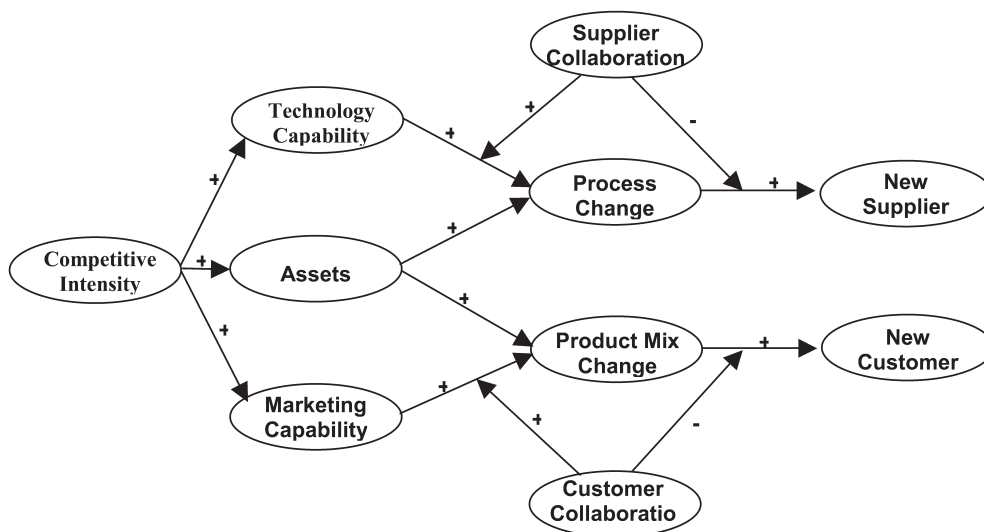 Supplier
Collaboration
+
-
Technology
Capability
+
+
Process
Change
+
New
Supplier
+
Competitive
Intensity
+
Assets
+
+
Product Mix
Change
+
New
Customer
+
Marketing
Capability
+
+
-
Customer
Collaboratio